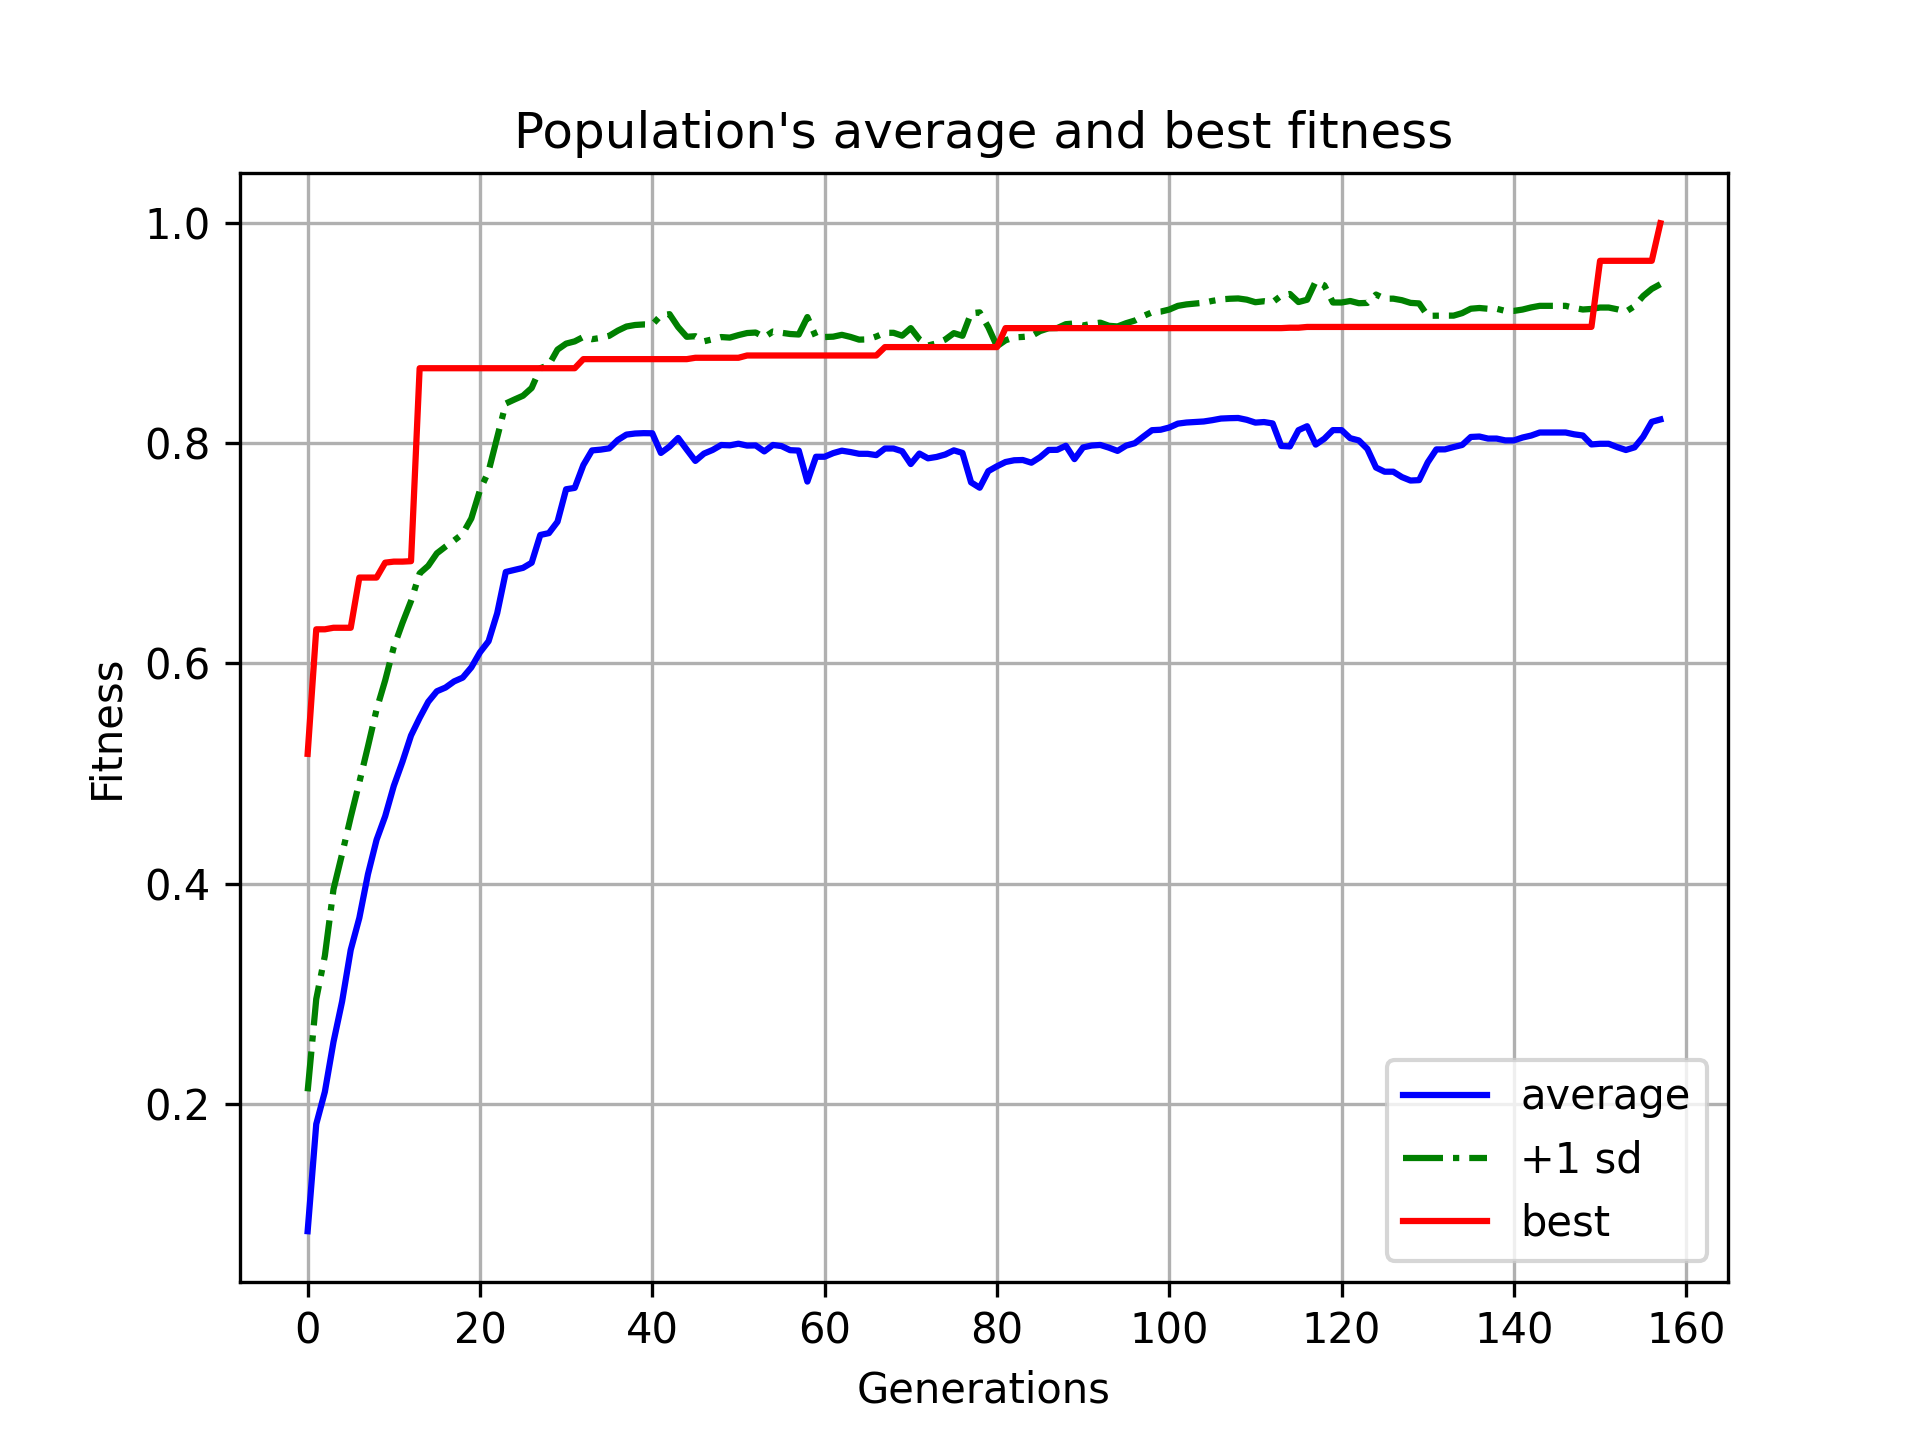 Population's average and best fitness
1.0
0.8
0.6
0.4
0.2
Fitness
average
+1 sd
best
0 20 40 60 80 100 120 140 160
Generations